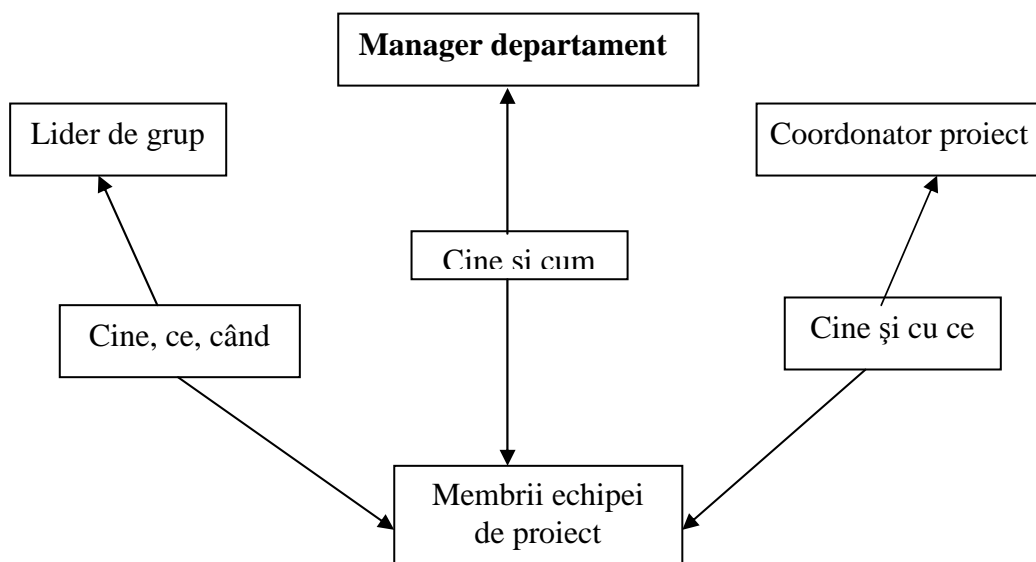 Manager departament
Lider de grup
Coordonator proiect
Cine si cum
Cine, ce, când
Cine şi cu ce
Membrii echipei
de proiect